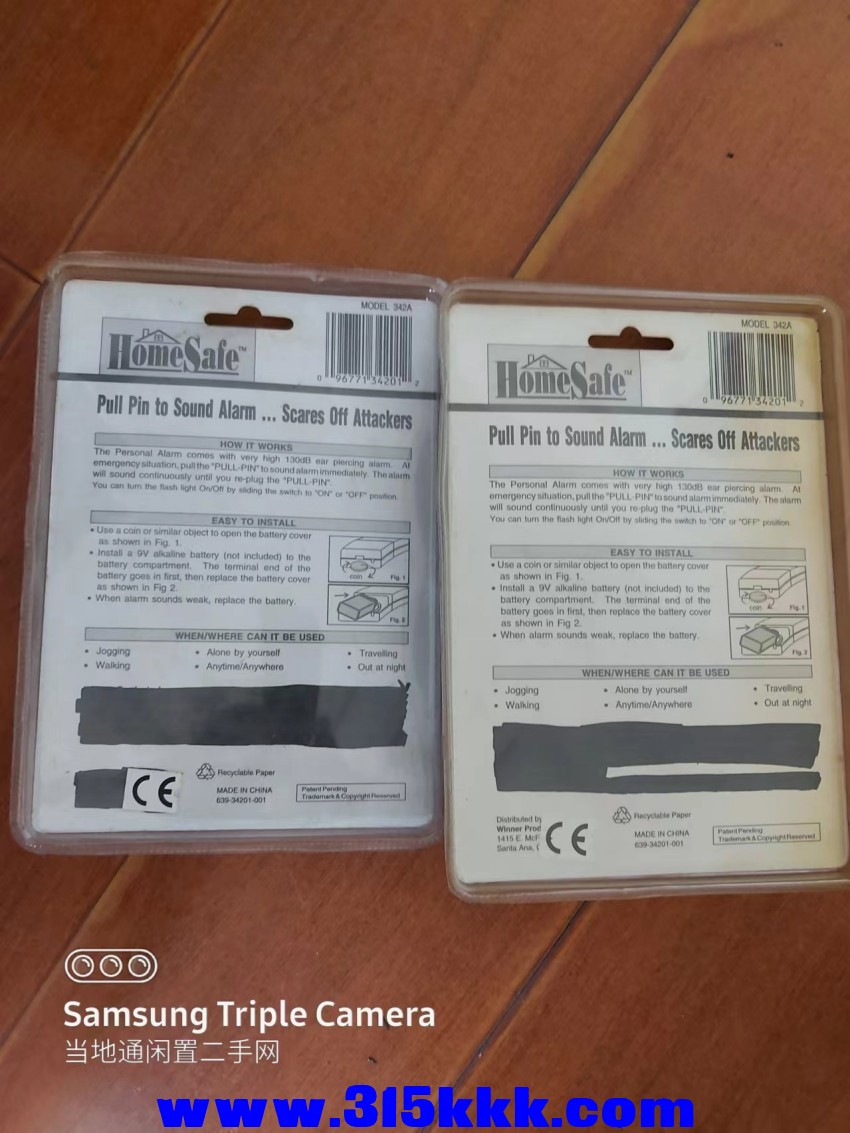 MODEL 342A
HomeSafe™
0 96771 34201 2
Pull Pin to Sound Alarm ... Scares Off Attackers
HOW IT WORKS
The Personal Alarm comes with very high 130dB ear piercing alarm. At
emergency situation, pull the "PULL-PIN" to sound alarm immediately. The alarm
will sound continuously until you re-plug the "PULL-PIN".
You can turn the flash light On/Off by sliding the switch to "ON" or "OFF" position.
EASY TO INSTALL
• Use a coin or similar object to open the battery cover
as shown in Fig. 1.
• Install a 9V alkaline battery (not included) to the
battery compartment. The terminal end of the
battery goes in first, then replace the battery cover
as shown in Fig 2.
• When alarm sounds weak, replace the battery.
coin
Fig. 1
Fig. 2
WHEN/WHERE CAN IT BE USED
• Jogging • Alone by yourself • Travelling
• Walking • Anytime/Anywhere • Out at night
CE
Recyclable Paper
MADE IN CHINA
639-34201-001
Patent Pending
Trademark & Copyright Reserved
MODEL 342A
HomeSafe™
0 96771 34201 2
Pull Pin to Sound Alarm ... Scares Off Attackers
HOW IT WORKS
The Personal Alarm comes with very high 130dB ear piercing alarm. At
emergency situation, pull the "PULL-PIN" to sound alarm immediately. The alarm
will sound continuously until you re-plug the "PULL-PIN".
You can turn the flash light On/Off by sliding the switch to "ON" or "OFF" position.
EASY TO INSTALL
• Use a coin or similar object to open the battery cover
as shown in Fig. 1.
• Install a 9V alkaline battery (not included) to the
battery compartment. The terminal end of the
battery goes in first, then replace the battery cover
as shown in Fig 2.
• When alarm sounds weak, replace the battery.
coin
Fig. 1
Fig. 2
WHEN/WHERE CAN IT BE USED
• Jogging • Alone by yourself • Travelling
• Walking • Anytime/Anywhere • Out at night
Distributed by
Winner Prod
1415 E. McF
Santa Ana, C
CE
Recyclable Paper
MADE IN CHINA
639-34201-001
Patent Pending
Trademark & Copyright Reserved
Samsung Triple Camera
当地通闲置二手网
www.315kkk.com